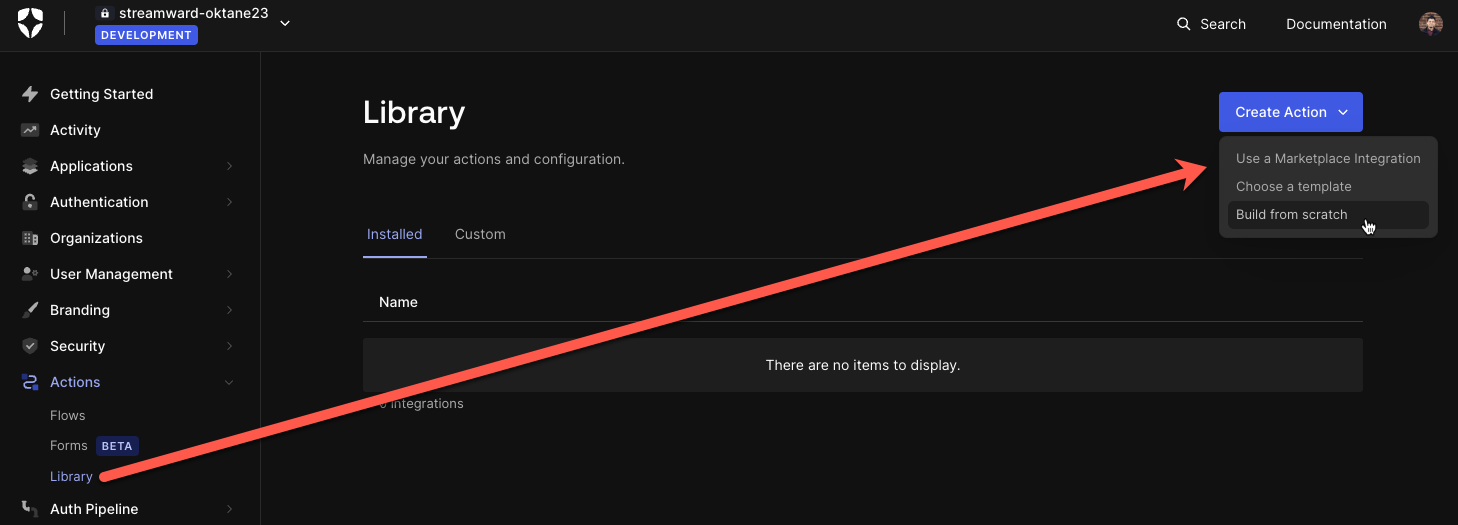 streamward-oktane23
DEVELOPMENT
Search
Documentation
Getting Started
Activity
Applications
Authentication
Organizations
User Management
Branding
Security
Actions
Flows
Forms BETA
Library
Auth Pipeline
Library
Manage your actions and configuration.
Create Action
Use a Marketplace Integration
Choose a template
Build from scratch
Installed Custom
Name
There are no items to display.
0 integrations